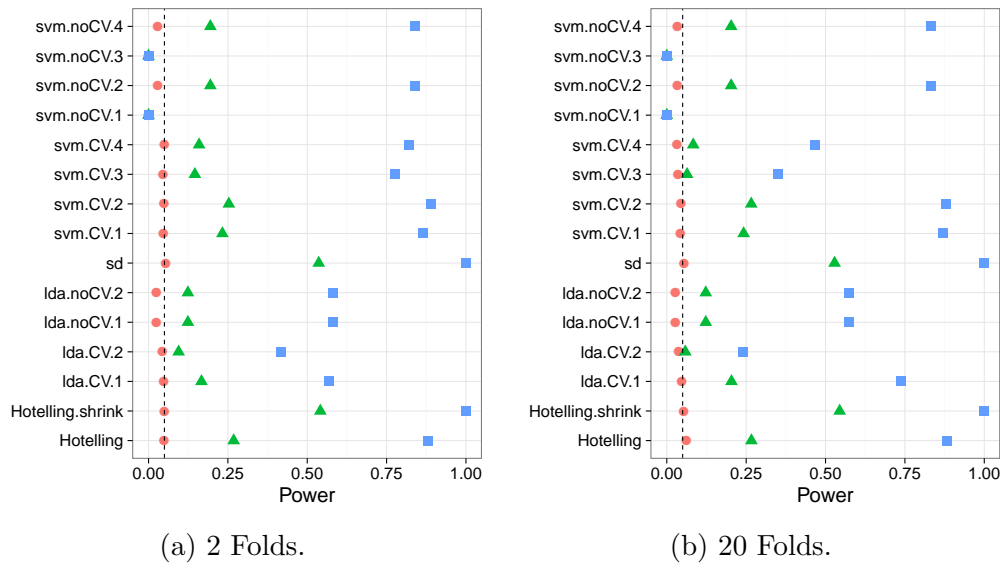 svm.noCV.4
svm.noCV.3
svm.noCV.2
svm.noCV.1
svm.CV.4
svm.CV.3
svm.CV.2
svm.CV.1
sd
lda.noCV.2
lda.noCV.1
lda.CV.2
lda.CV.1
Hotelling.shrink
Hotelling
0.00 0.25 0.50 0.75 1.00
Power
(a) 2 Folds.
svm.noCV.4
svm.noCV.3
svm.noCV.2
svm.noCV.1
svm.CV.4
svm.CV.3
svm.CV.2
svm.CV.1
sd
lda.noCV.2
lda.noCV.1
lda.CV.2
lda.CV.1
Hotelling.shrink
Hotelling
0.00 0.25 0.50 0.75 1.00
Power
(b) 20 Folds.